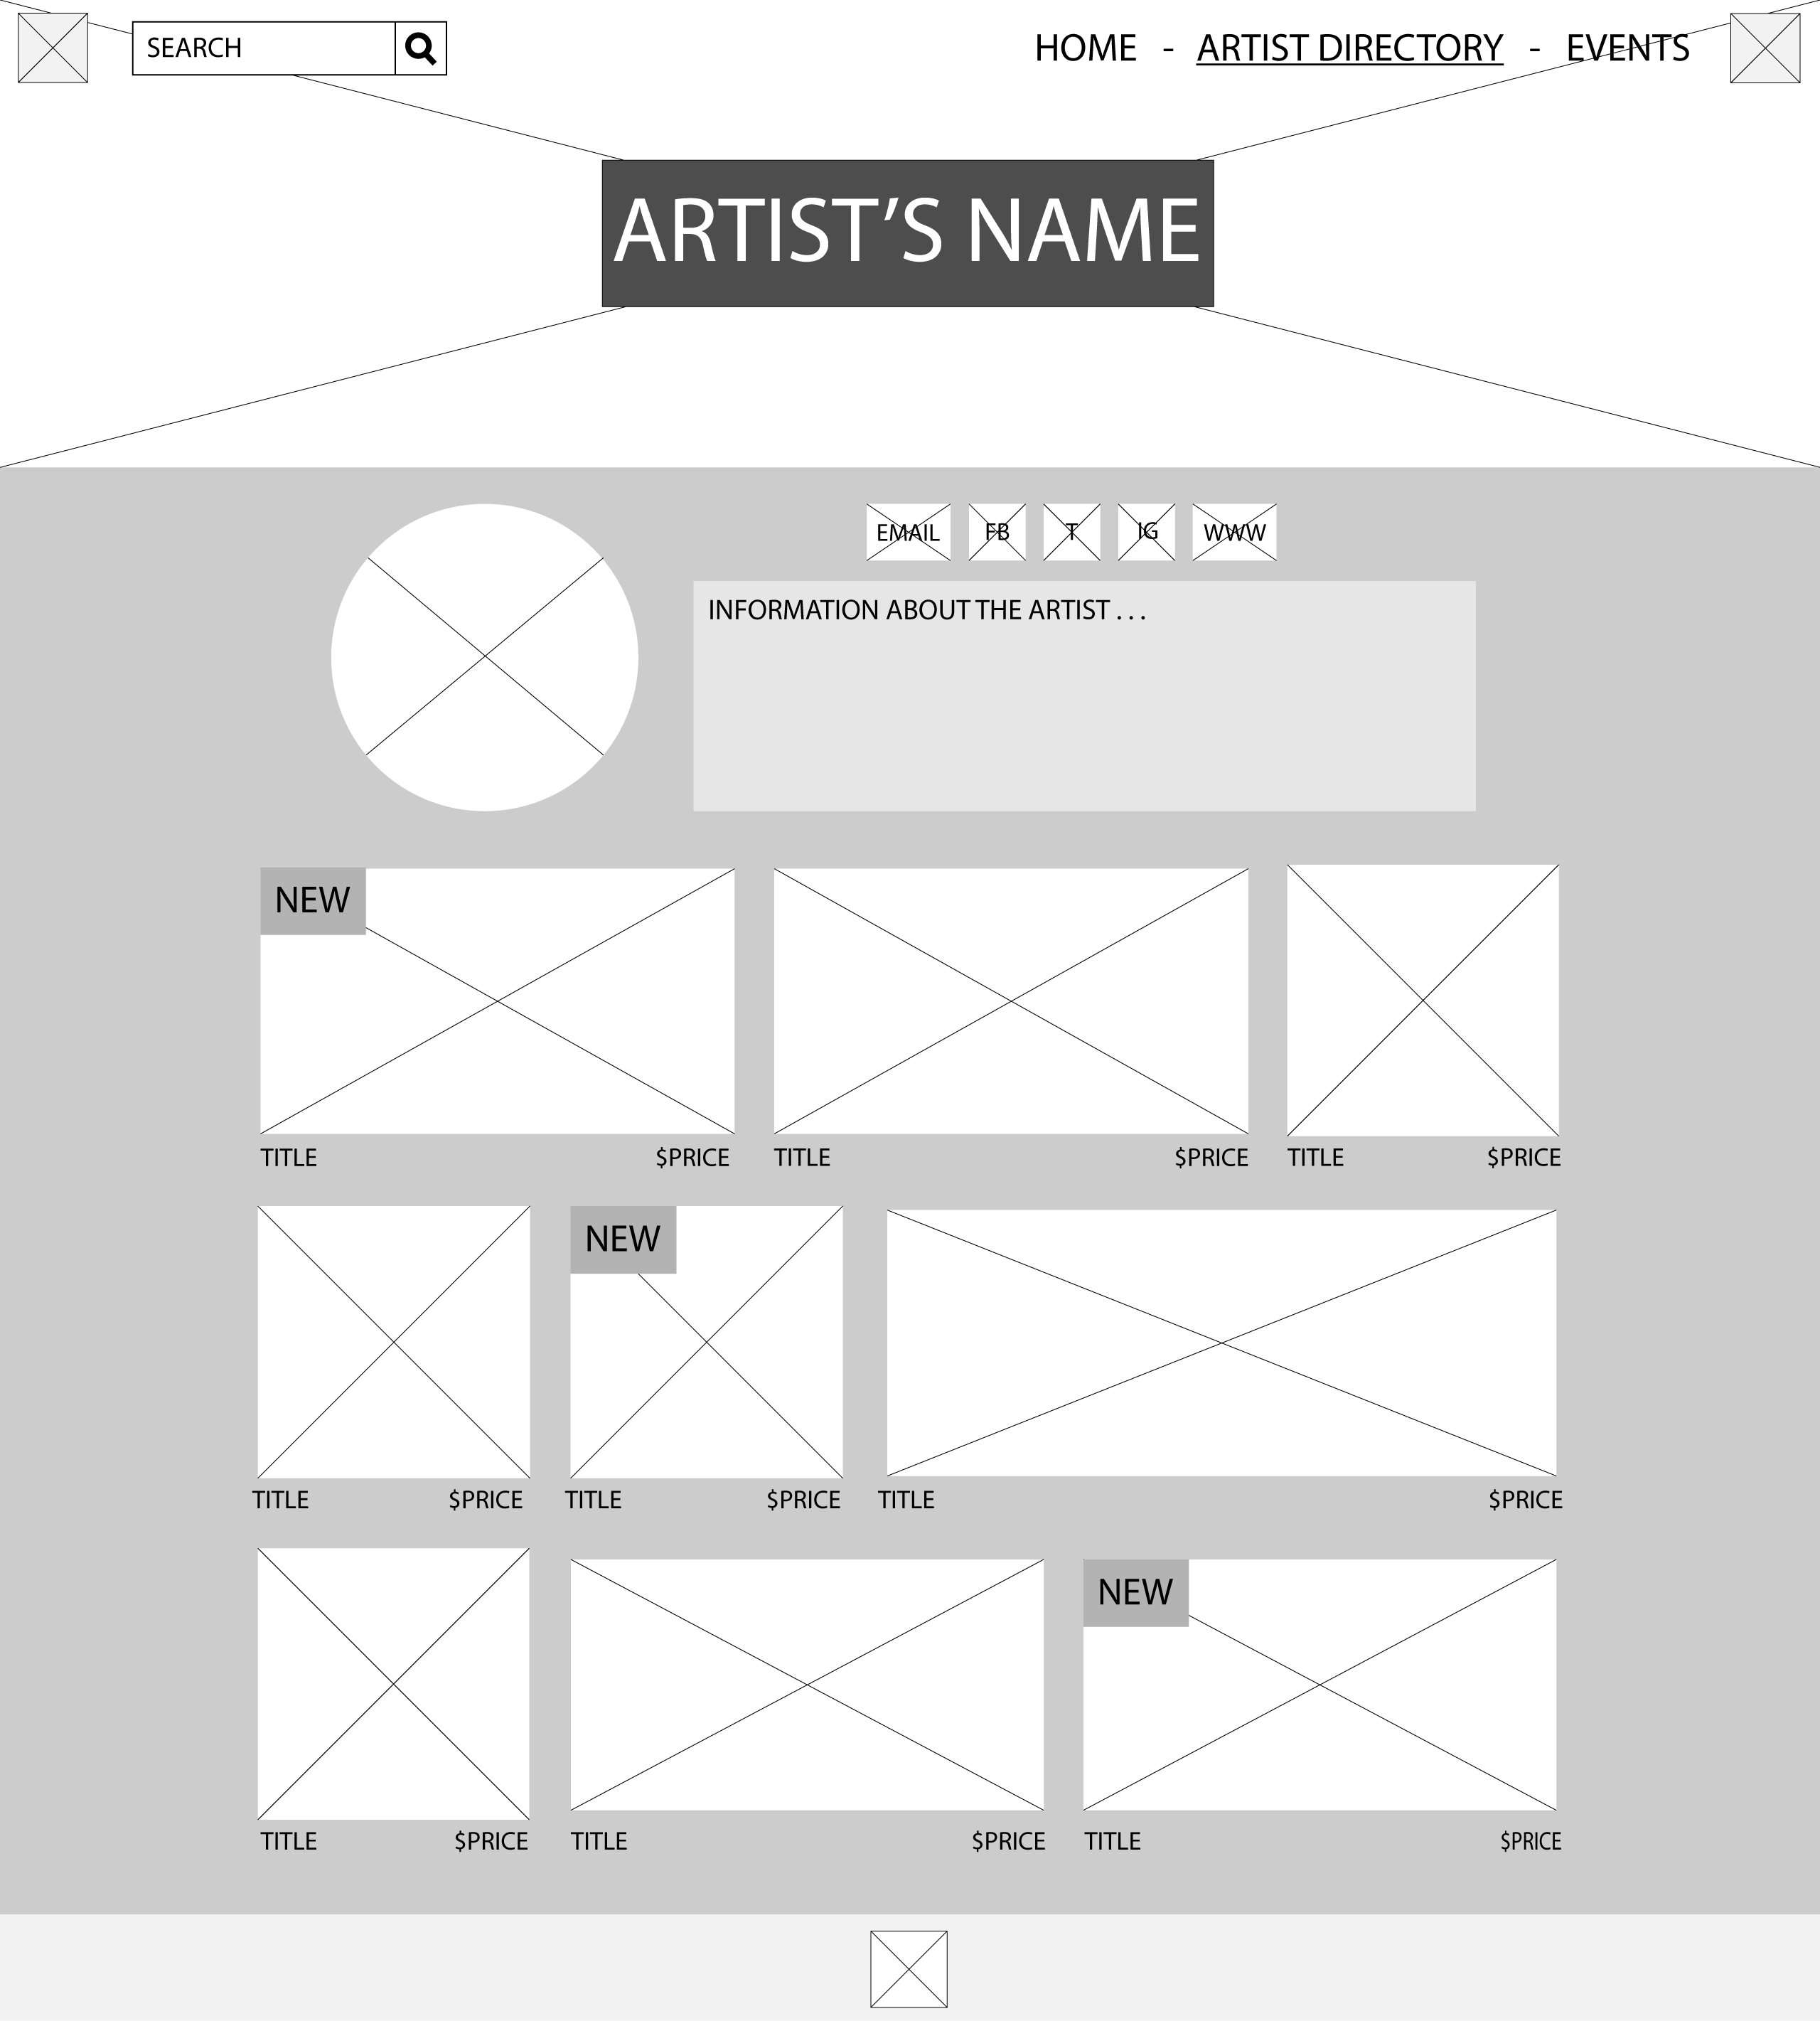 SEARCH
HOME - ARTIST DIRECTORY - EVENTS
ARTIST’S NAME
EMAIL FB T IG WWW
INFORMATION ABOUT THE ARTIST . . .
NEW
TITLE $PRICE TITLE $PRICE TITLE $PRICE
NEW
TITLE $PRICE TITLE $PRICE TITLE $PRICE
NEW
TITLE $PRICE TITLE $PRICE TITLE $PRICE